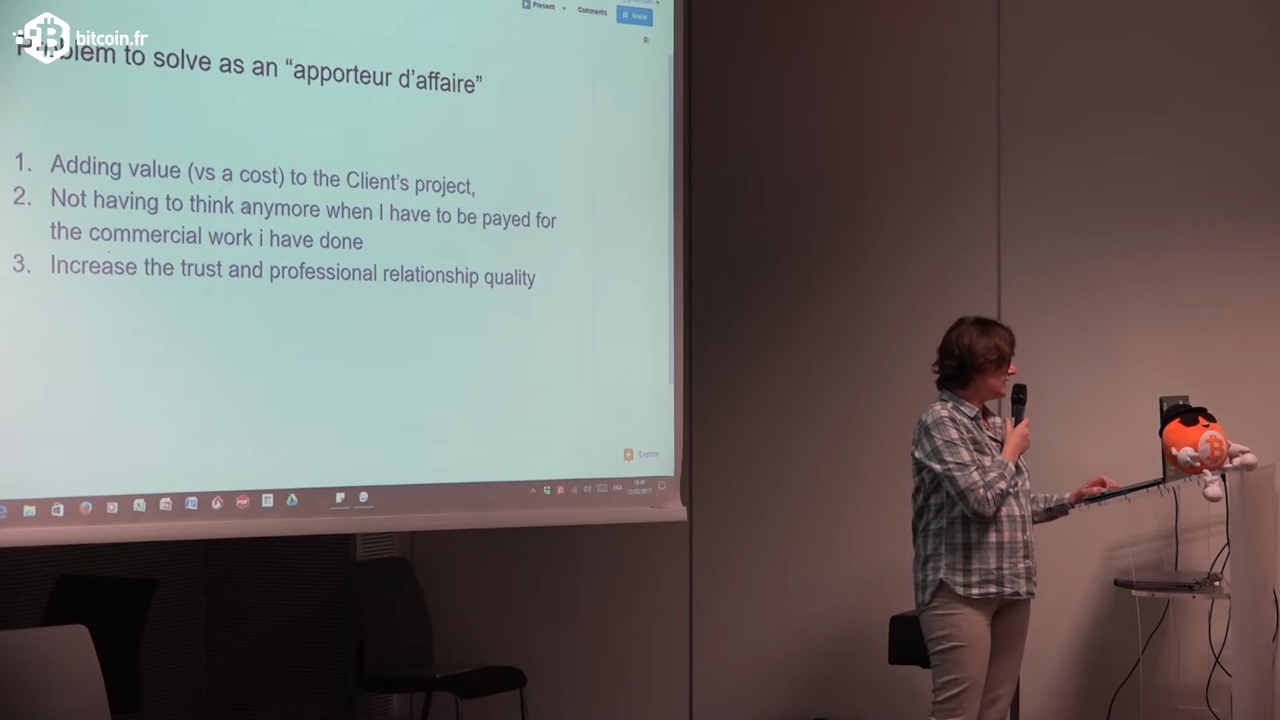 bitcoin.fr
Present
Comments
Share
Problem to solve as an “apporteur d’affaire”
1. Adding value (vs a cost) to the Client’s project,
2. Not having to think anymore when I have to be payed for
the commercial work i have done
3. Increase the trust and professional relationship quality
Explore
FRA